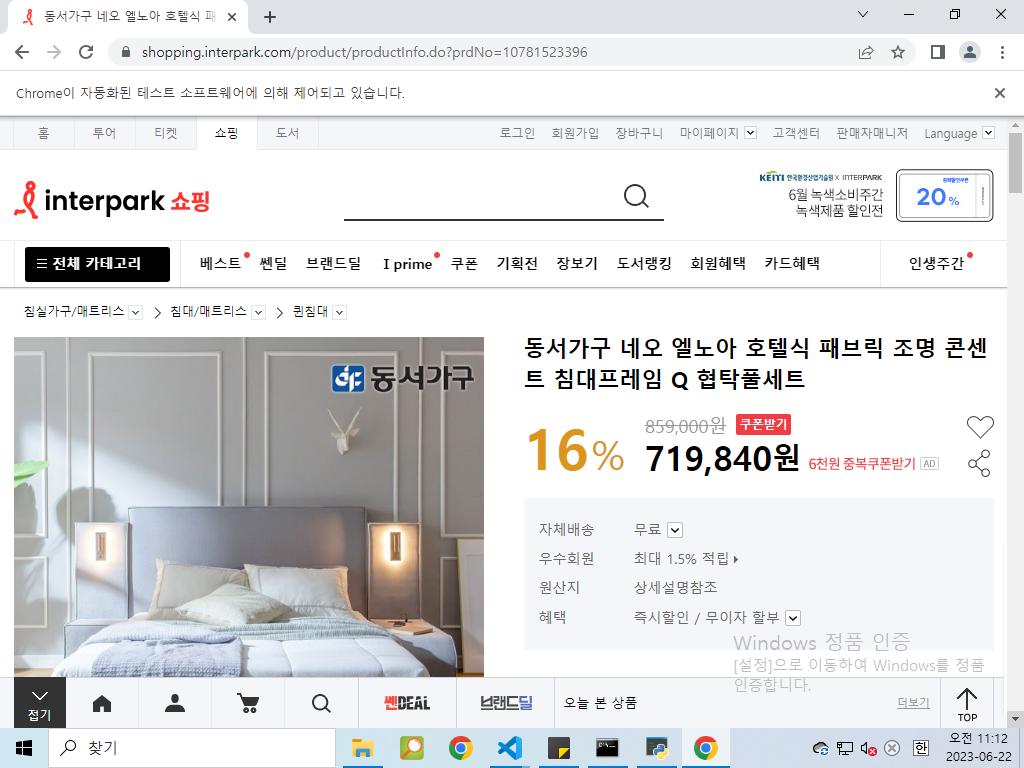 동서가구 네오 엘노아 호텔식 패
shopping.interpark.com/product/productInfo.do?prdNo=10781523396
Chrome이 자동화된 테스트 소프트웨어에 의해 제어되고 있습니다.
홈 투어 티켓 쇼핑 도서 로그인 회원가입 장바구니 마이페이지 고객센터 판매자매니저 Language
interpark 쇼핑
KEITI 한국환경산업기술원 X INTERPARK
6월 녹색소비주간
녹색제품 할인전
20%
전체 카테고리 베스트 쎈딜 브랜드딜 I prime 쿠폰 기획전 장보기 도서랭킹 회원혜택 카드혜택 인생주간
침실가구/매트리스 침대/매트리스 퀸침대
동서가구
동서가구 네오 엘노아 호텔식 패브릭 조명 콘센
트 침대프레임 Q 협탁풀세트
16%
859,000원 쿠폰받기
719,840원 6천원 중복쿠폰받기 AD
자체배송 무료
우수회원 최대 1.5% 적립
원산지 상세설명참조
혜택 즉시할인 / 무이자 할부
Windows 정품 인증
[설정]으로 이동하여 Windows를 정품
인증합니다.
접기 쎈DEAL 브랜드딜 오늘 본 상품 더보기 TOP
찾기
한
오전 11:12
2023-06-22